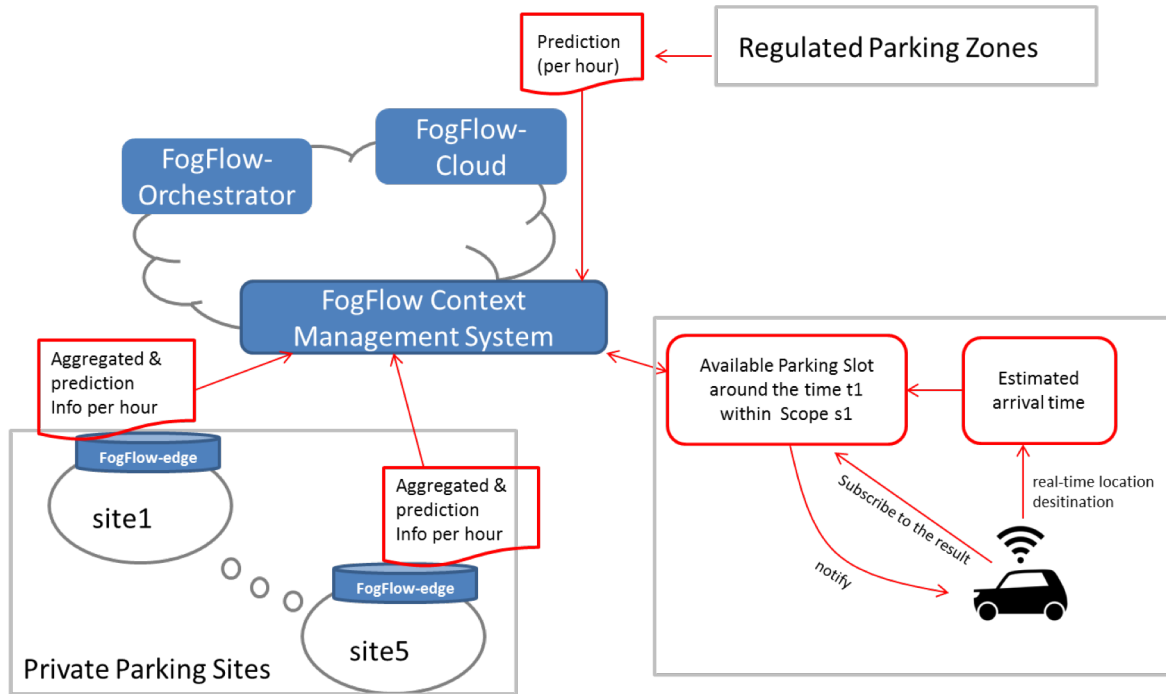 Prediction
(per hour)
Regulated Parking Zones
FogFlow-
Cloud
FogFlow-
Orchestrator
FogFlow Context
Management System
Aggregated &
prediction
Info per hour
FogFlow-edge
site1
Aggregated &
prediction
Info per hour
FogFlow-edge
site5
Private Parking Sites
Available Parking Slot
around the time t1
within Scope s1
Estimated
arrival time
real-time location
desitination
Subscribe to the result
notify